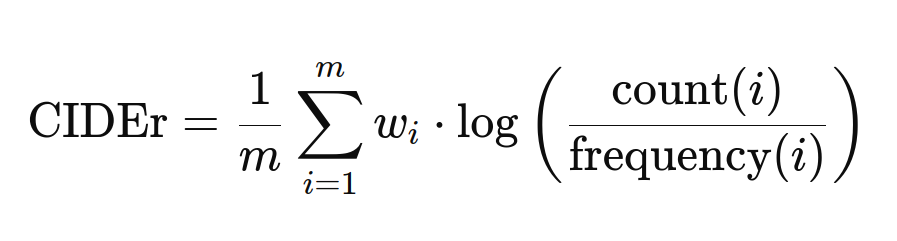 CIDEr = \frac{1}{m} \sum_{i=1}^{m} w_i \cdot \log \left( \frac{\text{count}(i)}{\text{frequency}(i)} \right)